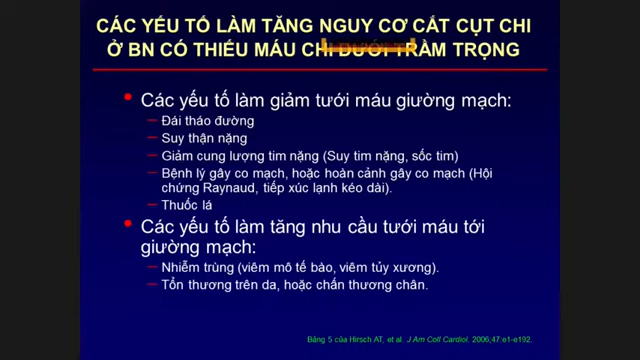 CÁC YẾU TỐ LÀM TĂNG NGUY CƠ CẮT CỤT CHI
Ở BN CÓ THIẾU MÁU CHI DƯỚI TRẦM TRỌNG
• Các yếu tố làm giảm tưới máu giường mạch:
– Đái tháo đường
– Suy thận nặng
– Giảm cung lượng tim nặng (Suy tim nặng, sốc tim)
– Bệnh lý gây co mạch, hoặc hoàn cảnh gây co mạch (Hội
chứng Raynaud, tiếp xúc lạnh kéo dài).
– Thuốc lá
• Các yếu tố làm tăng nhu cầu tưới máu tới
giường mạch:
– Nhiễm trùng (viêm mô tế bào, viêm tủy xương).
– Tổn thương trên da, hoặc chấn thương chân.
Bảng 5 của Hirsch AT, et al. J Am Coll Cardiol. 2006;47:e1-e192.